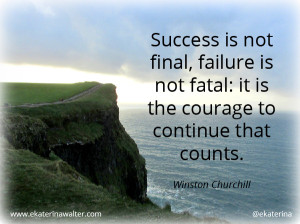 Success is not
final, failure is
not fatal: it is
the courage to
continue that
counts.
Winston Churchill
www.ekaterinawalter.com
@ekaterina